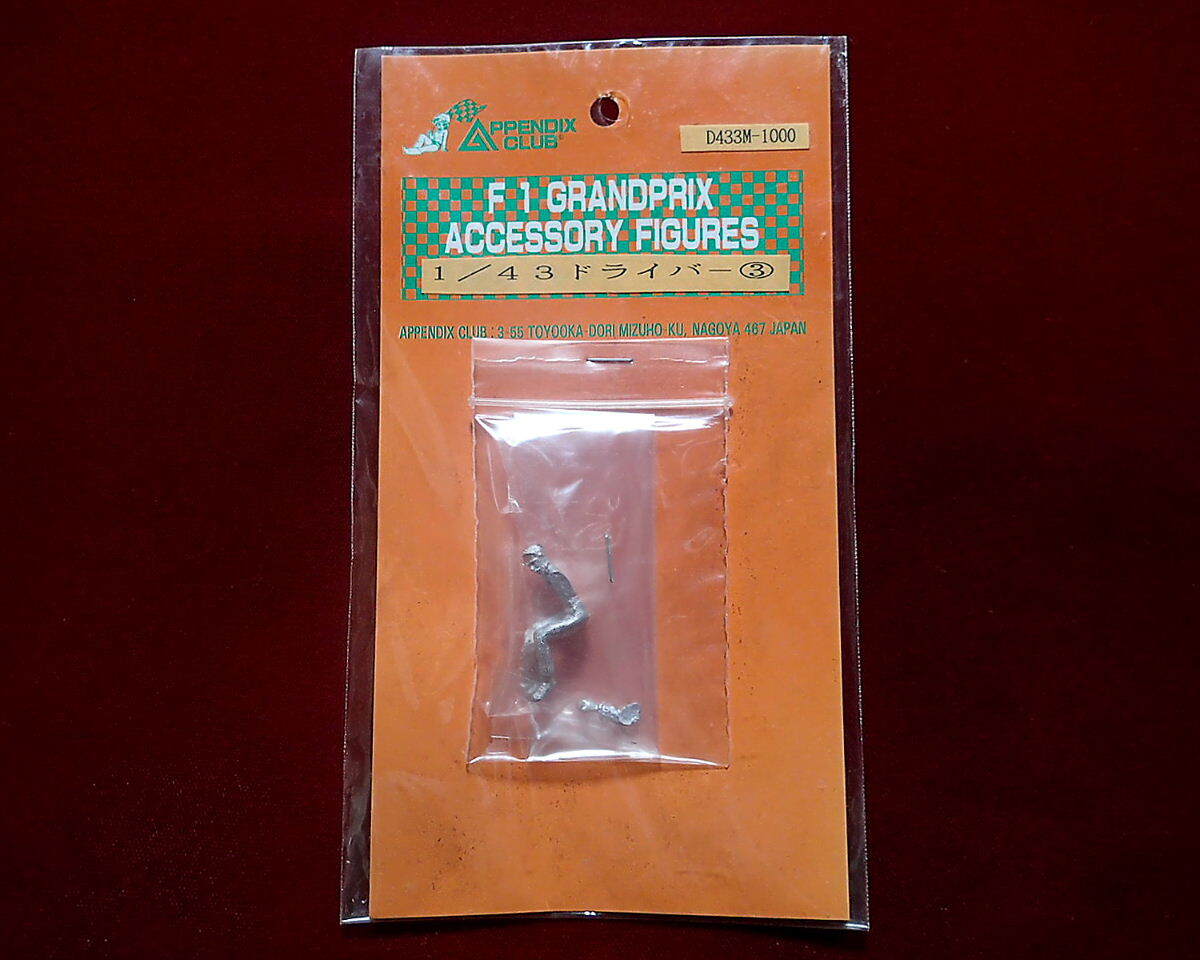 APPENDIX
CLUB®
D433M-1000
F 1 GRANDPRIX
ACCESSORY FIGURES
1／43ドライバー③
APPENDIX CLUB : 3-55 TOYOOKA-DORI MIZUHO-KU, NAGOYA 467 JAPAN